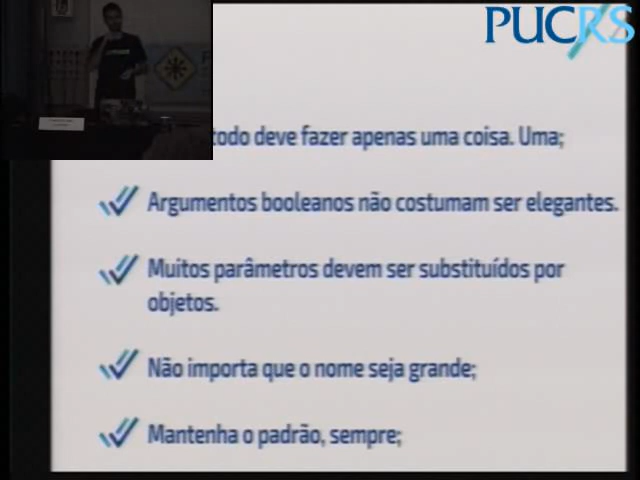 PUCRS
todo deve fazer apenas uma coisa. Uma;
Argumentos booleanos não costumam ser elegantes.
Muitos parâmetros devem ser substituídos por
objetos.
Não importa que o nome seja grande;
Mantenha o padrão, sempre;